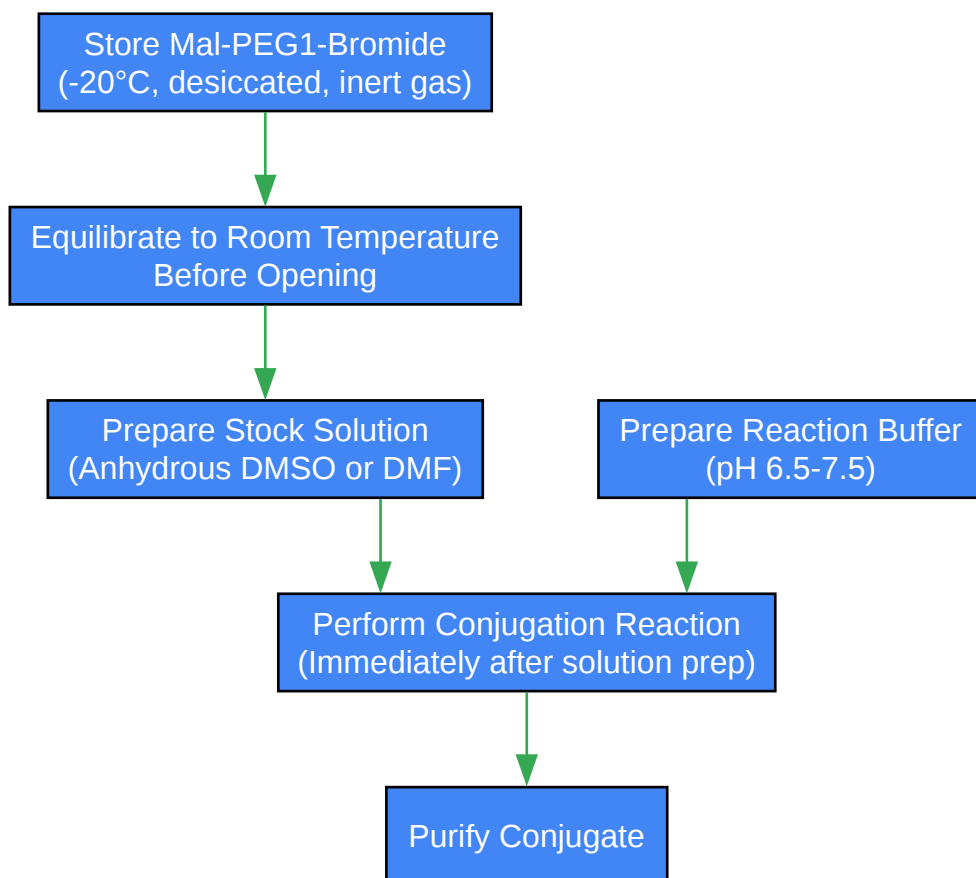 Store Mal-PEG1-Bromide
(-20°C, desiccated, inert gas)
Equilibrate to Room Temperature
Before Opening
Prepare Stock Solution
(Anhydrous DMSO or DMF)
Prepare Reaction Buffer
(pH 6.5-7.5)
Perform Conjugation Reaction
(Immediately after solution prep)
Purify Conjugate